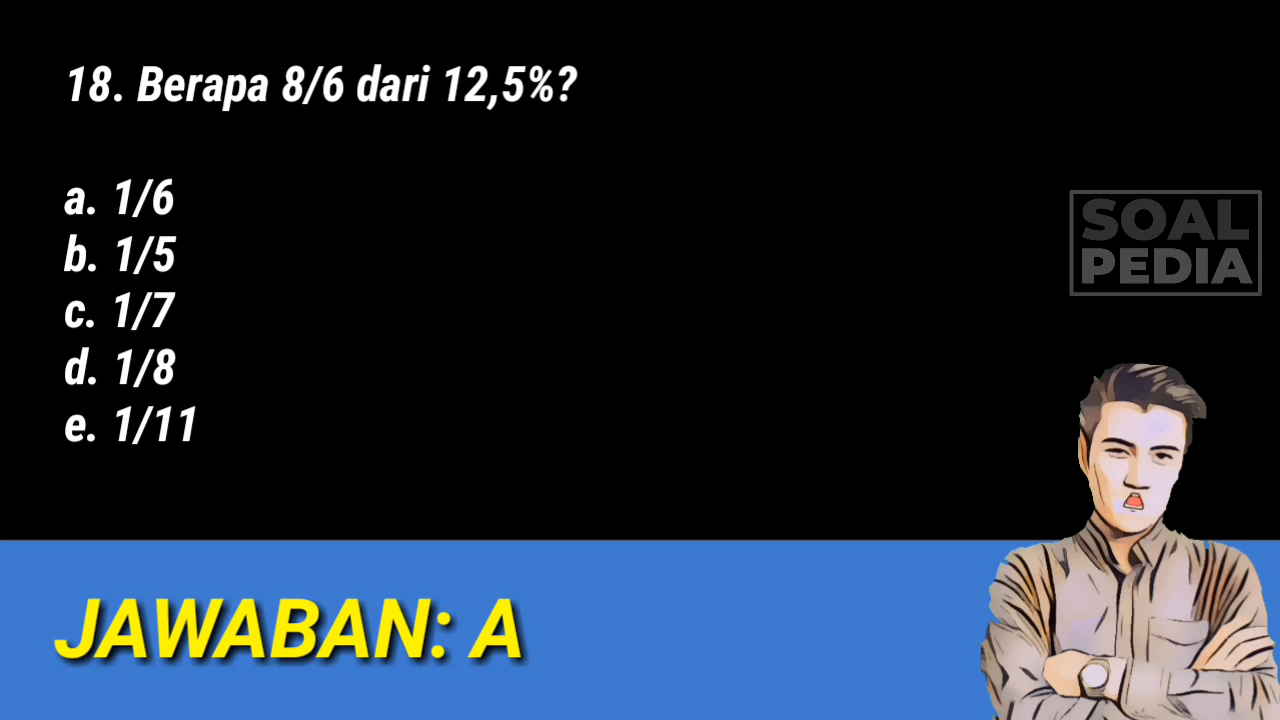 18. Berapa 8/6 dari 12,5%?
a. 1/6
b. 1/5
c. 1/7
d. 1/8
e. 1/11
SOAL
PEDIA
JAWABAN: A